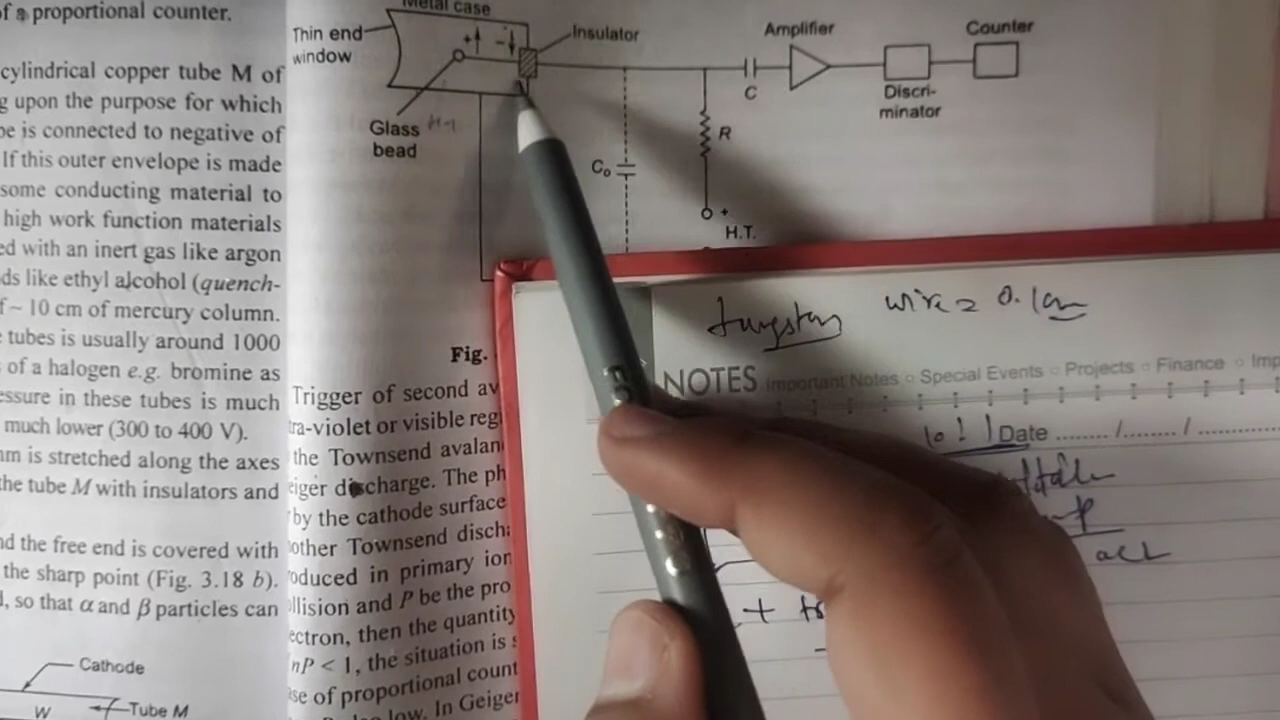 of a proportional counter.
cylindrical copper tube M of
g upon the purpose for which
be is connected to negative of
If this outer envelope is made
some conducting material to
high work function materials
ed with an inert gas like argon
ds like ethyl alcohol (quench-
f ~ 10 cm of mercury column.
tubes is usually around 1000
of a halogen e.g. bromine as
essure in these tubes is much
much lower (300 to 400 V).
m is stretched along the axes
the tube M with insulators and
nd the free end is covered with
the sharp point (Fig. 3.18 b).
, so that α and β particles can
Cathode
W
Tube M
Metal case
Thin end
window
+
−
Insulator
Glass
bead
C₀
R
+
H.T.
C
Amplifier
Discri-
minator
Counter
Fig.
Trigger of second av
tra-violet or visible reg
the Townsend avalan
eiger discharge. The ph
by the cathode surface
other Townsend disch
oduced in primary ion
ollision and P be the pro
ectron, then the quantity
nP < 1, the situation is s
ase of proportional count
low. In Geiger
tungsten wire = 0.1cm
NOTES Important Notes ○ Special Events ○ Projects ○ Finance ○ Imp
Date ......../......../............